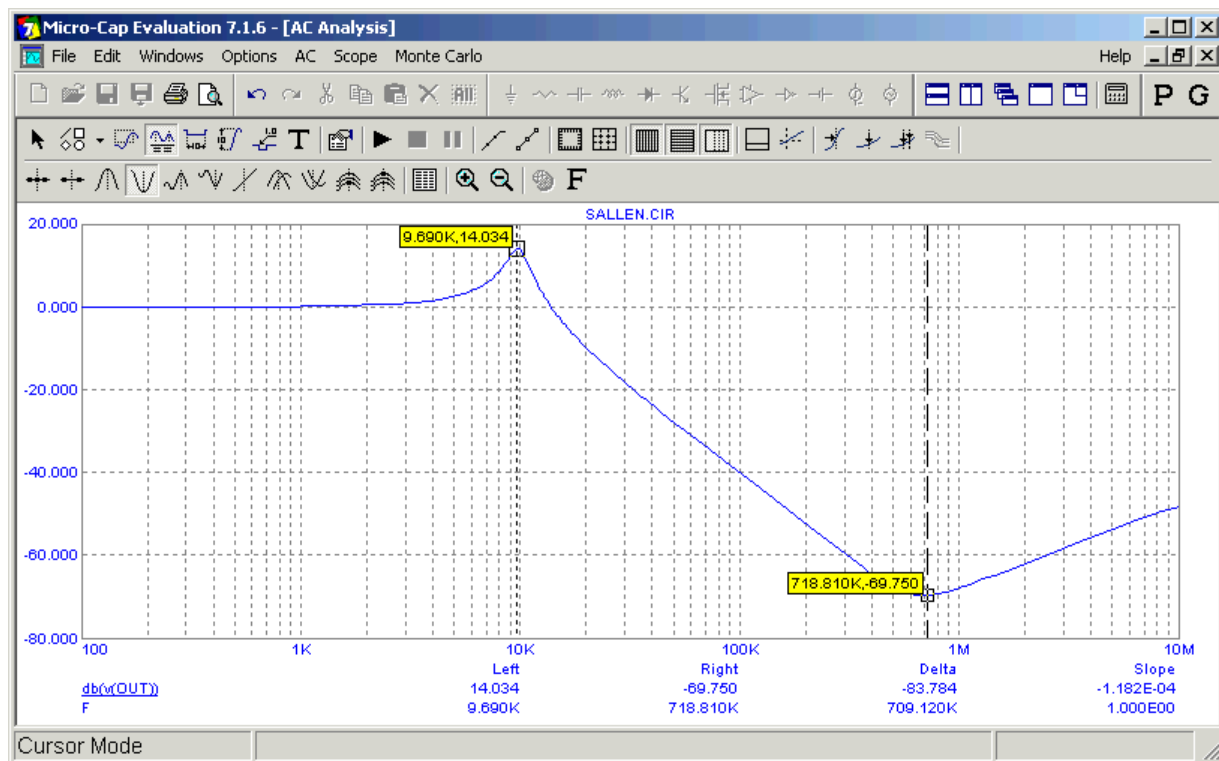 Micro-Cap Evaluation 7.1.6 - [AC Analysis]
File Edit Windows Options AC Scope Monte Carlo Help
P G
T
F
SALLEN.CIR
20.000
9.690K,14.034
0.000
-20.000
-40.000
-60.000
718.810K,-69.750
-80.000
100 1K 10K 100K 1M 10M
Left Right Delta Slope
db(v(OUT)) 14.034 -69.750 -83.784 -1.182E-04
F 9.690K 718.810K 709.120K 1.000E00
Cursor Mode